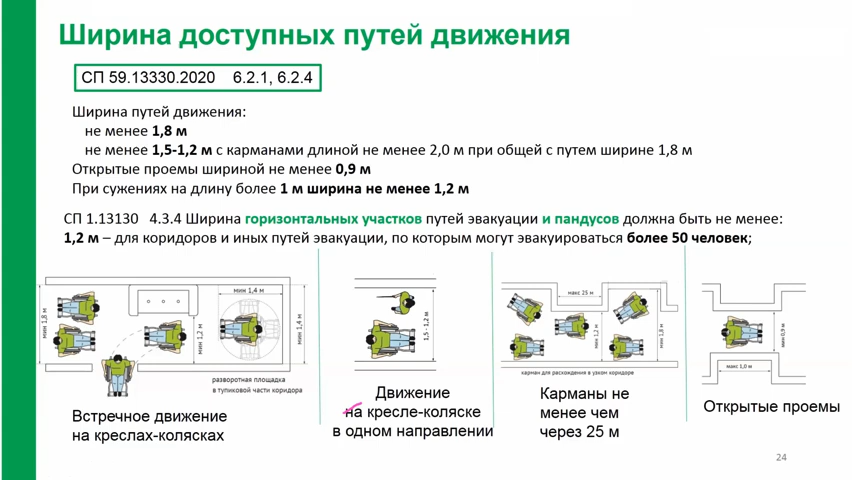 Ширина доступных путей движения
СП 59.13330.2020 6.2.1, 6.2.4
Ширина путей движения:
не менее 1,8 м
не менее 1,5-1,2 м с карманами длиной не менее 2,0 м при общей с путем ширине 1,8 м
Открытые проемы шириной не менее 0,9 м
При сужениях на длину более 1 м ширина не менее 1,2 м
СП 1.13130 4.3.4 Ширина горизонтальных участков путей эвакуации и пандусов должна быть не менее:
1,2 м – для коридоров и иных путей эвакуации, по которым могут эвакуироваться более 50 человек;
мин 1,8 м
мин 1,2 м
мин 1,4 м
мин 1,4 м
разворотная площадка
в тупиковой части коридора
Встречное движение
на креслах-колясках
1,5 - 1,2 м
Движение
на кресле-коляске
в одном направлении
макс 25 м
мин 1,2 м
мин 1,8 м
карман для расхождения в узком коридоре
Карманы не
менее чем
через 25 м
мин 0,9 м
макс 1,0 м
Открытые проемы
24